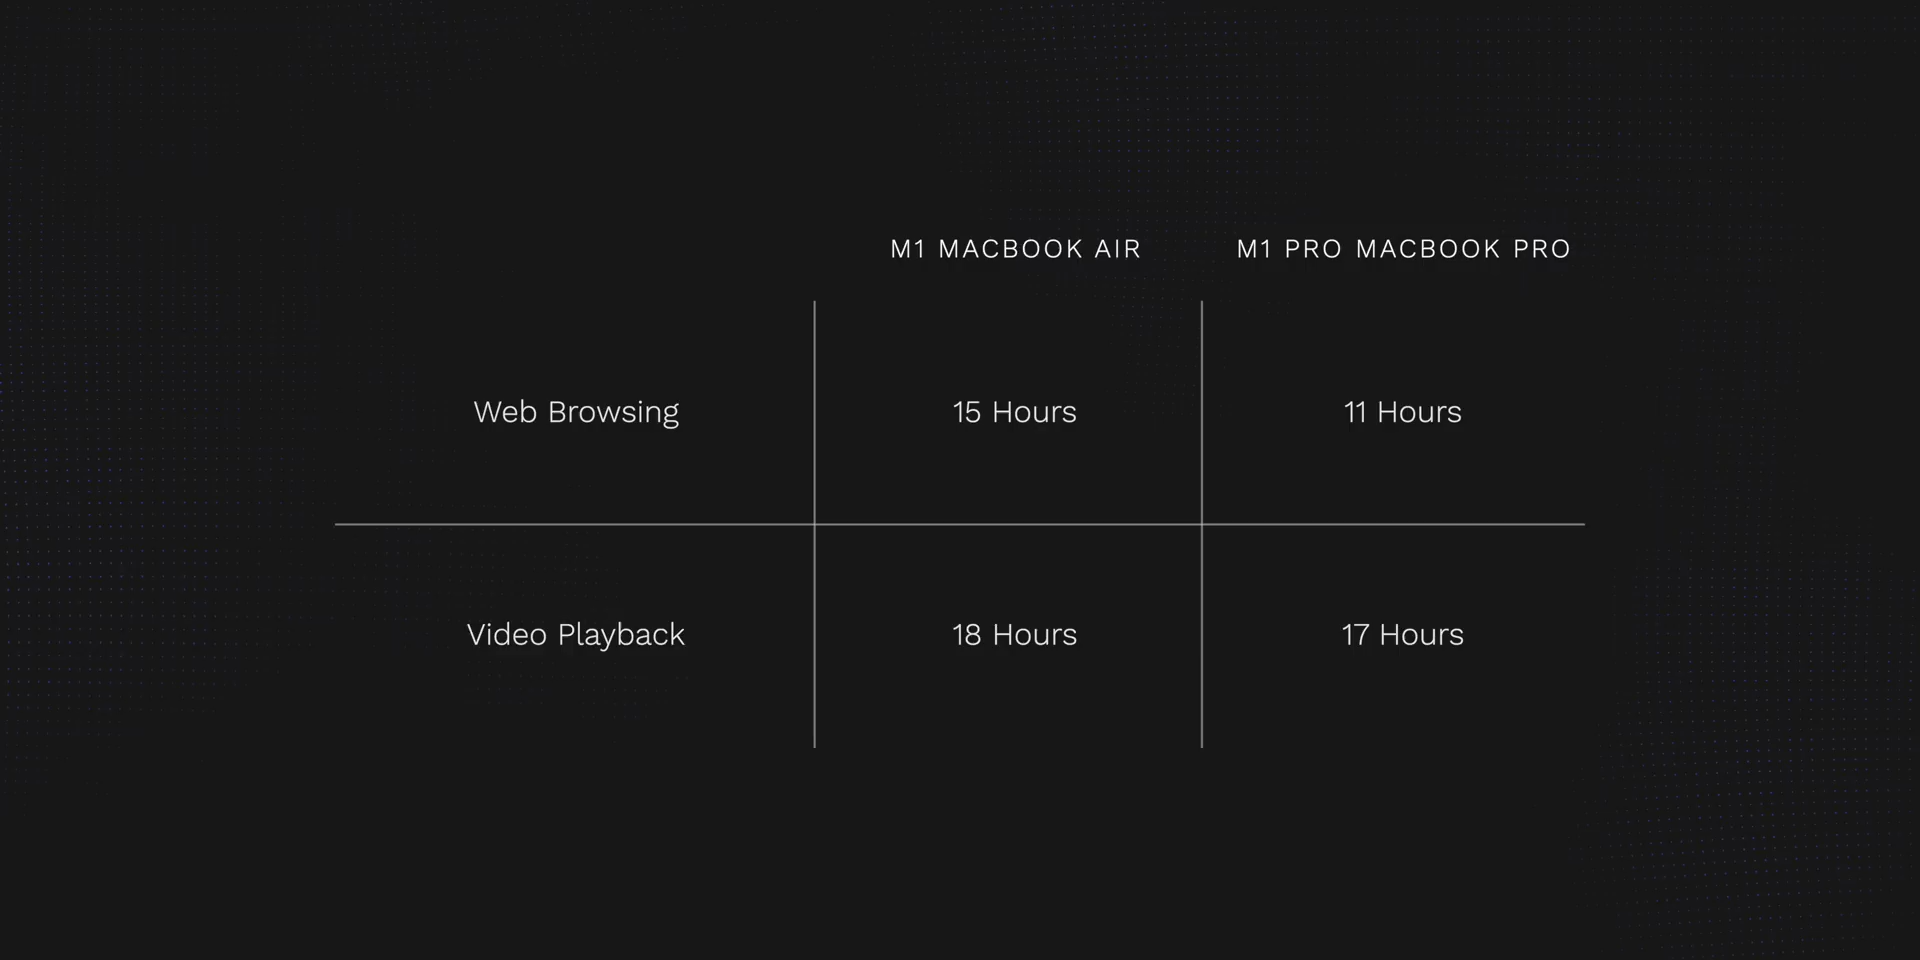 M1 MACBOOK AIR M1 PRO MACBOOK PRO
Web Browsing 15 Hours 11 Hours
Video Playback 18 Hours 17 Hours